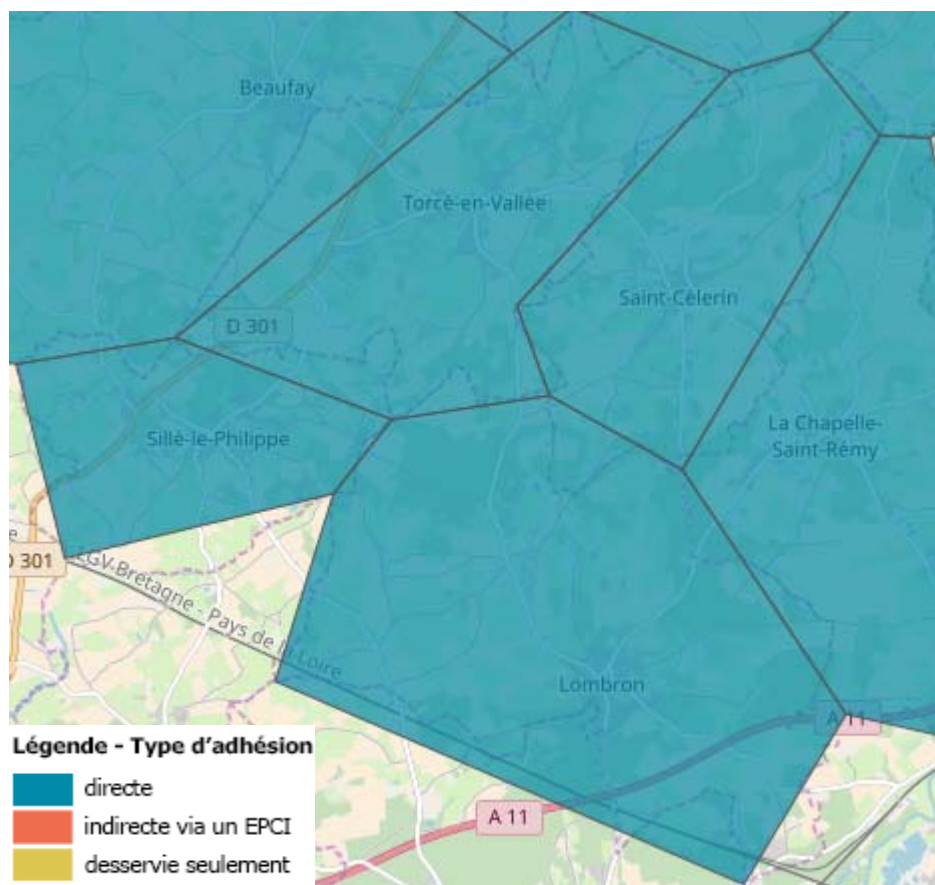 Beaufay
Torcé-en-Vallée
Saint-Célerin
D 301
La Chapelle-
Saint-Rémy
Sillé-le-Philippe
D 301
LGV Bretagne - Pays de la Loire
Lombron
A 11
A 11
Légende - Type d’adhésion
directe
indirecte via un EPCI
desservie seulement